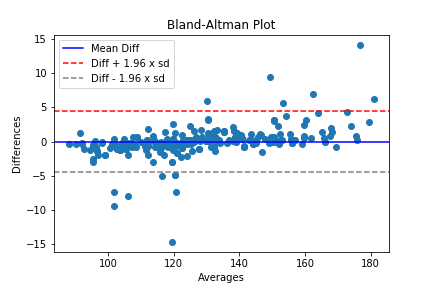 Bland-Altman Plot
Mean Diff
Diff + 1.96 x sd
Diff - 1.96 x sd
15
10
5
0
−5
−10
−15
Differences
100
120
140
160
180
Averages